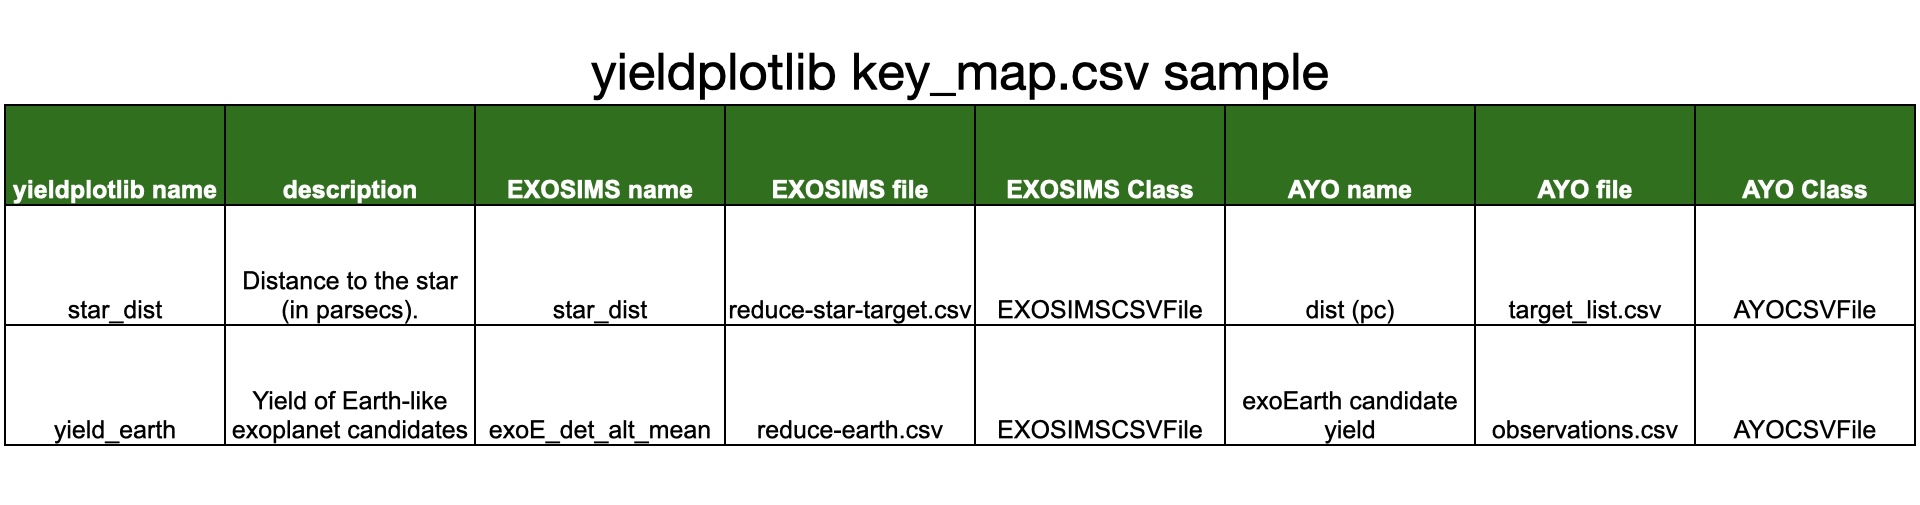 yieldplotlib key_map.csv sample
yieldplotlib name description EXOSIMS name EXOSIMS file EXOSIMS Class AYO name AYO file AYO Class
Distance to the star
star_dist (in parsecs). star_dist reduce-star-target.csv EXOSIMSCSVFile dist (pc) target_list.csv AYOCSVFile
Yield of Earth-like exoEarth candidate
yield_earth exoplanet candidates exoE_det_alt_mean reduce-earth.csv EXOSIMSCSVFile yield observations.csv AYOCSVFile